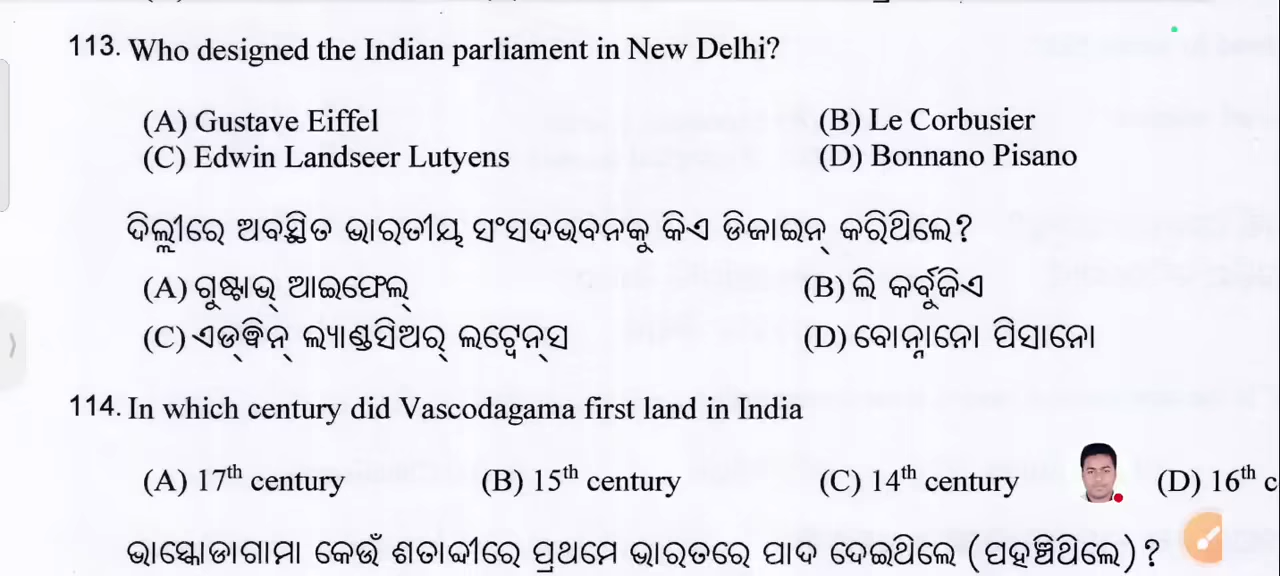 113. Who designed the Indian parliament in New Delhi?
(A) Gustave Eiffel (B) Le Corbusier
(C) Edwin Landseer Lutyens (D) Bonnano Pisano
ଦିଲ୍ଲୀରେ ଅବସ୍ଥିତ ଭାରତୀୟ ସଂସଦଭବନକୁ କିଏ ଡିଜାଇନ୍ କରିଥିଲେ?
(A) ଗୁଷ୍ଟାଭ୍ ଆଇଫେଲ୍ (B) ଲି କର୍ବୁଜିଏ
(C) ଏଡ୍‌ଵିନ୍ ଲ୍ୟାଣ୍ଡସିଅର୍ ଲଟ୍ୱେନ୍‌ସ (D) ବୋନ୍ନାନୋ ପିସାନୋ
114. In which century did Vascodagama first land in India
(A) 17th century (B) 15th century (C) 14th century (D) 16th c
ଭାସ୍କୋଡାଗାମା କେଉଁ ଶତାବ୍ଦୀରେ ପ୍ରଥମେ ଭାରତରେ ପାଦ ଦେଇଥିଲେ (ପହଞ୍ଚିଥିଲେ) ?